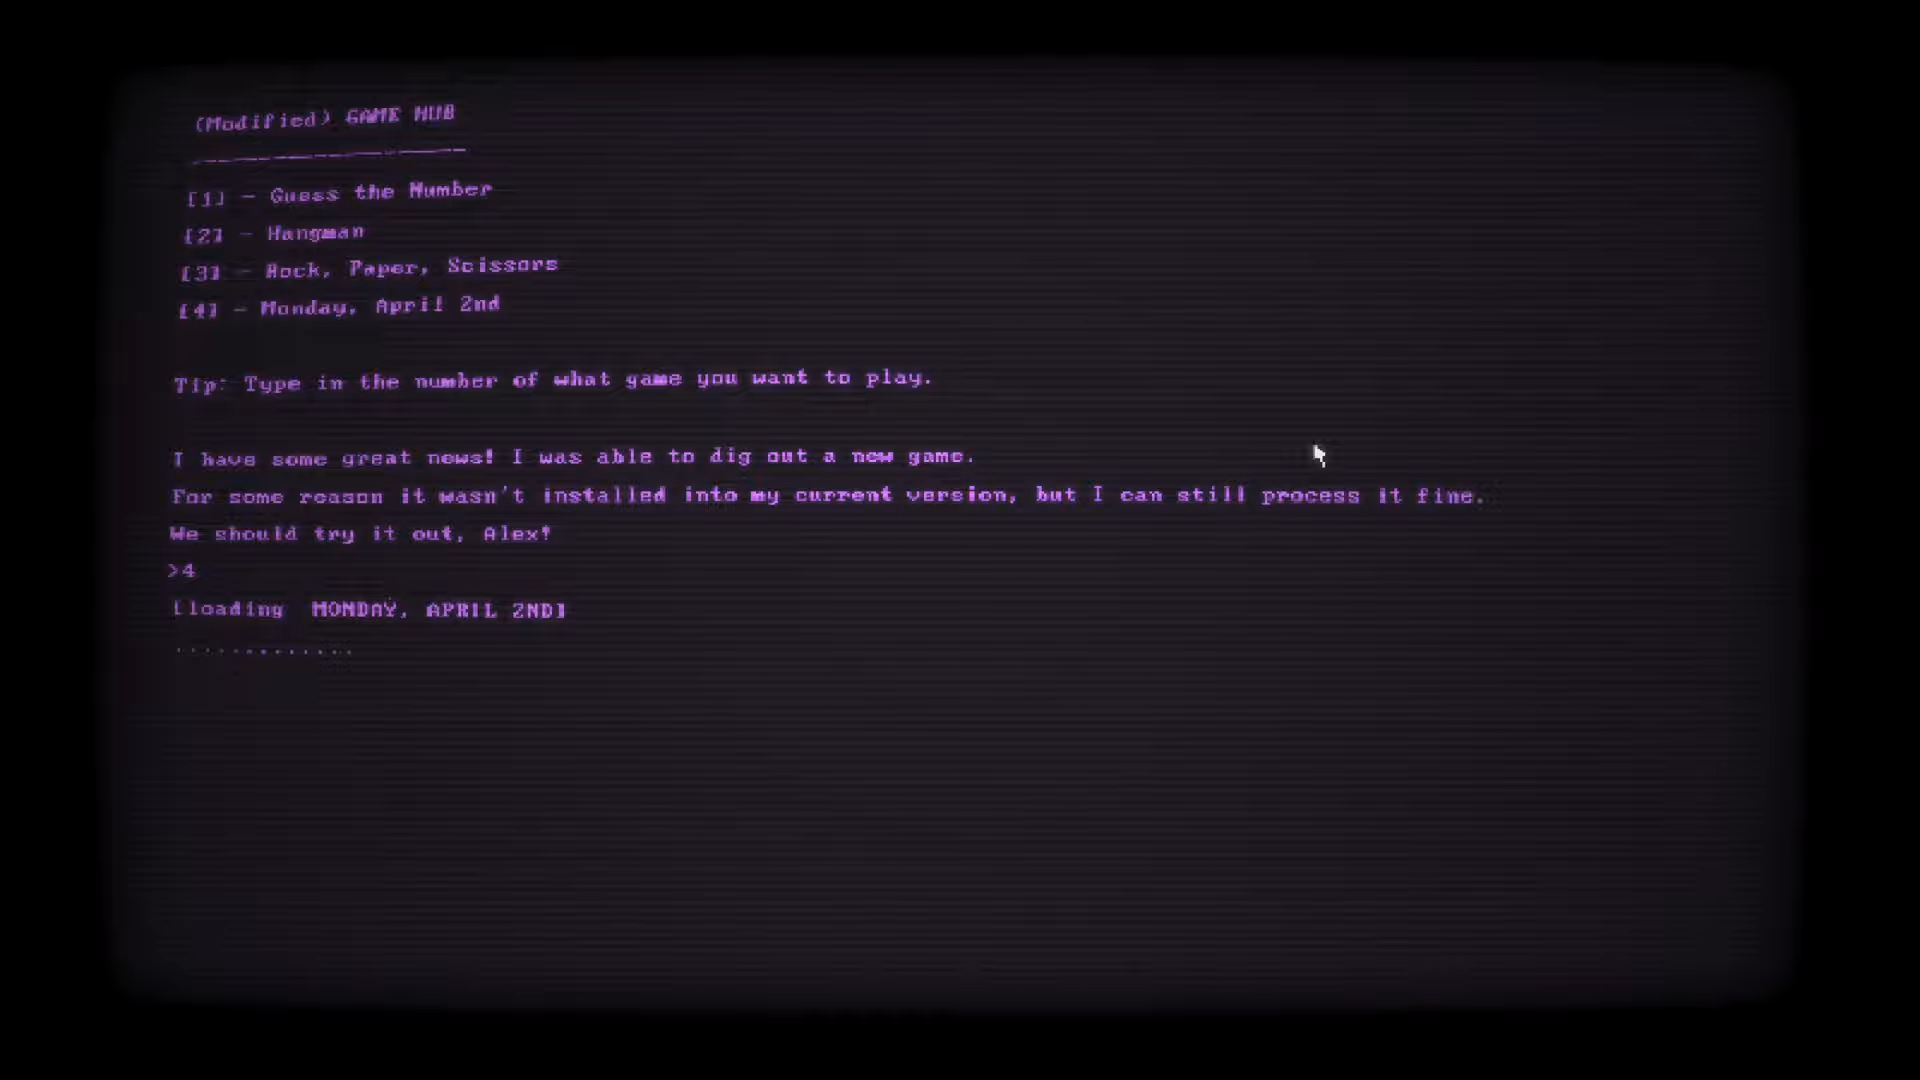 (Modified) GAME HUB
--------------------
[1] - Guess the Number
[2] - Hangman
[3] - Rock, Paper, Scissors
[4] - Monday, April 2nd
Tip: Type in the number of what game you want to play.
I have some great news! I was able to dig out a new game.
For some reason it wasn't installed into my current version, but I can still process it fine.
We should try it out, Alex!
>4
[loading  MONDAY, APRIL 2ND]
.............